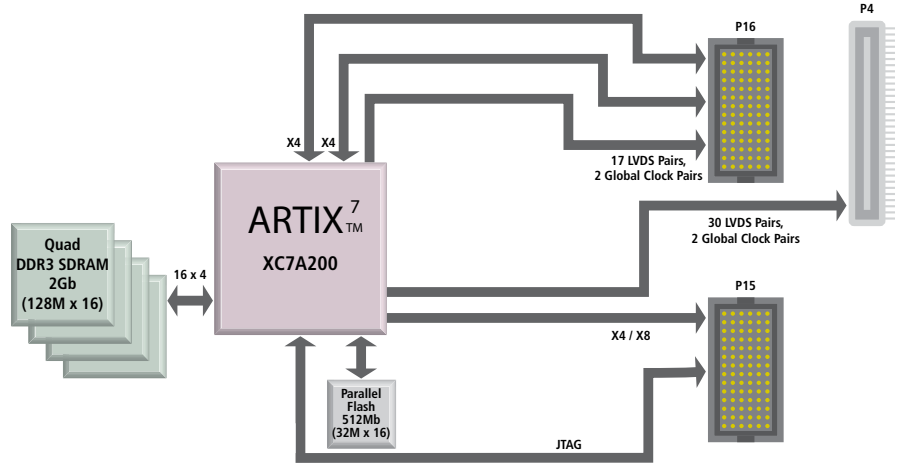 P16
P4
X4
X4
17 LVDS Pairs,
2 Global Clock Pairs
ARTIX 7 TM
XC7A200
30 LVDS Pairs,
2 Global Clock Pairs
Quad
DDR3 SDRAM
2Gb
(128M x 16)
16 x 4
P15
X4 / X8
Parallel
Flash
512Mb
(32M x 16)
JTAG